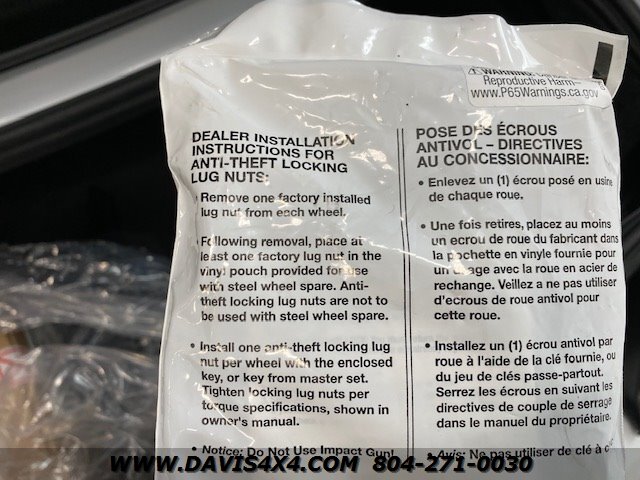 WARNING:
Reproductive Harm-
www.P65Warnings.ca.gov
DEALER INSTALLATION
INSTRUCTIONS FOR
ANTI-THEFT LOCKING
LUG NUTS:
• Remove one factory installed
lug nut from each wheel.
• Following removal, place at
least one factory lug nut in the
vinyl pouch provided for use
with steel wheel spare. Anti-
theft locking lug nuts are not to
be used with steel wheel spare.
• Install one anti-theft locking lug
nut per wheel with the enclosed
key, or key from master set.
Tighten locking lug nuts per
torque specifications, shown in
owner's manual.
• Notice: Do Not Use Impact Gun!
POSE DES ÉCROUS
ANTIVOL – DIRECTIVES
AU CONCESSIONNAIRE:
• Enlevez un (1) écrou posé en usine
de chaque roue.
• Une fois retires, placez au moins
un ecrou de roue du fabricant dans
la pochette en vinyle fournie pour
un usage avec la roue en acier de
rechange. Veillez a ne pas utiliser
d'ecrous de roue antivol pour
cette roue.
• Installez un (1) écrou antivol par
roue à l'aide de la clé fournie, ou
du jeu de clés passe-partout.
Serrez les écrous en suivant les
directives de couple de serrage
dans le manuel du propriétaire.
• Avis: Ne pas utiliser de clé à
WWW.DAVIS4X4.COM 804-271-0030